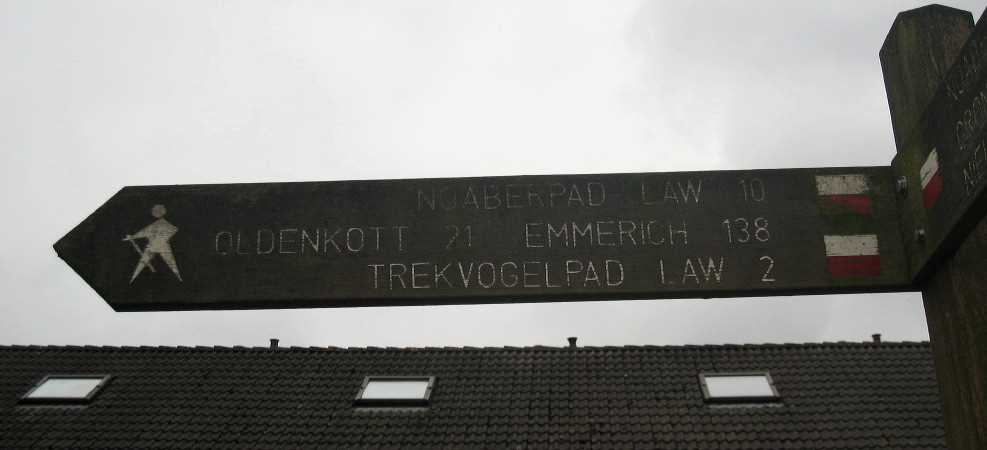 NOABERPAD LAW 10
OLDENKOTT 21 EMMERICH 138
TREKVOGELPAD LAW 2